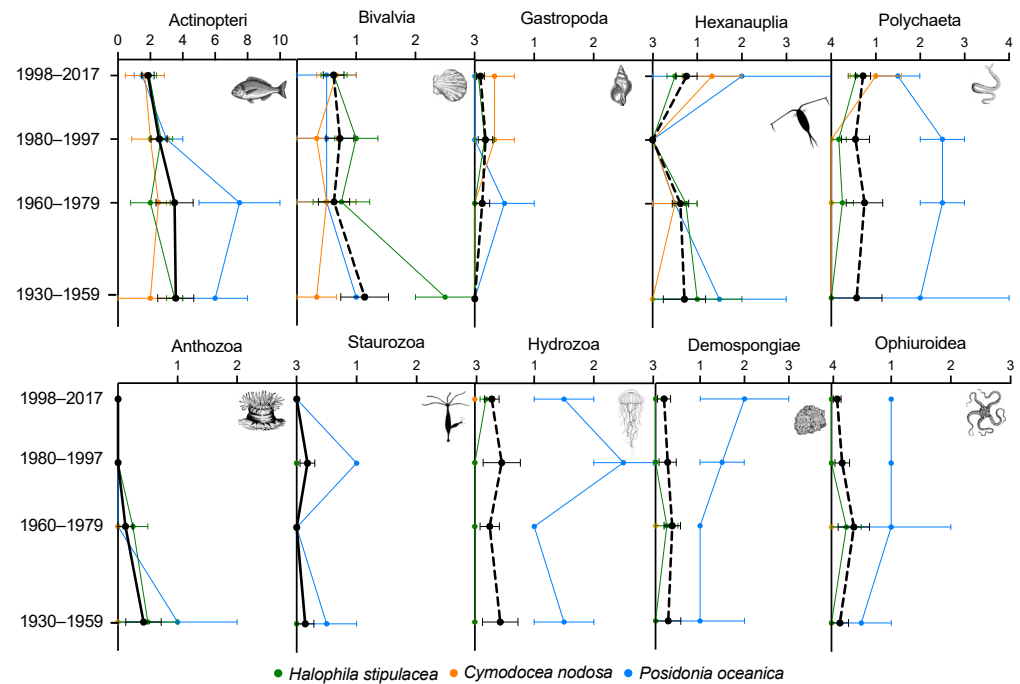 Actinopteri Bivalvia Gastropoda Hexanauplia Polychaeta
0 2 4 6 8 10 1 2 3 1 2 3 1 2 3 4 1 2 3 4
1998–2017
1980–1997
1960–1979
1930–1959
Anthozoa Staurozoa Hydrozoa Demospongiae Ophiuroidea
1 2 3 1 2 3 1 2 3 1 2 3 4 1 2 3
1998–2017
1980–1997
1960–1979
1930–1959
Halophila stipulacea Cymodocea nodosa Posidonia oceanica